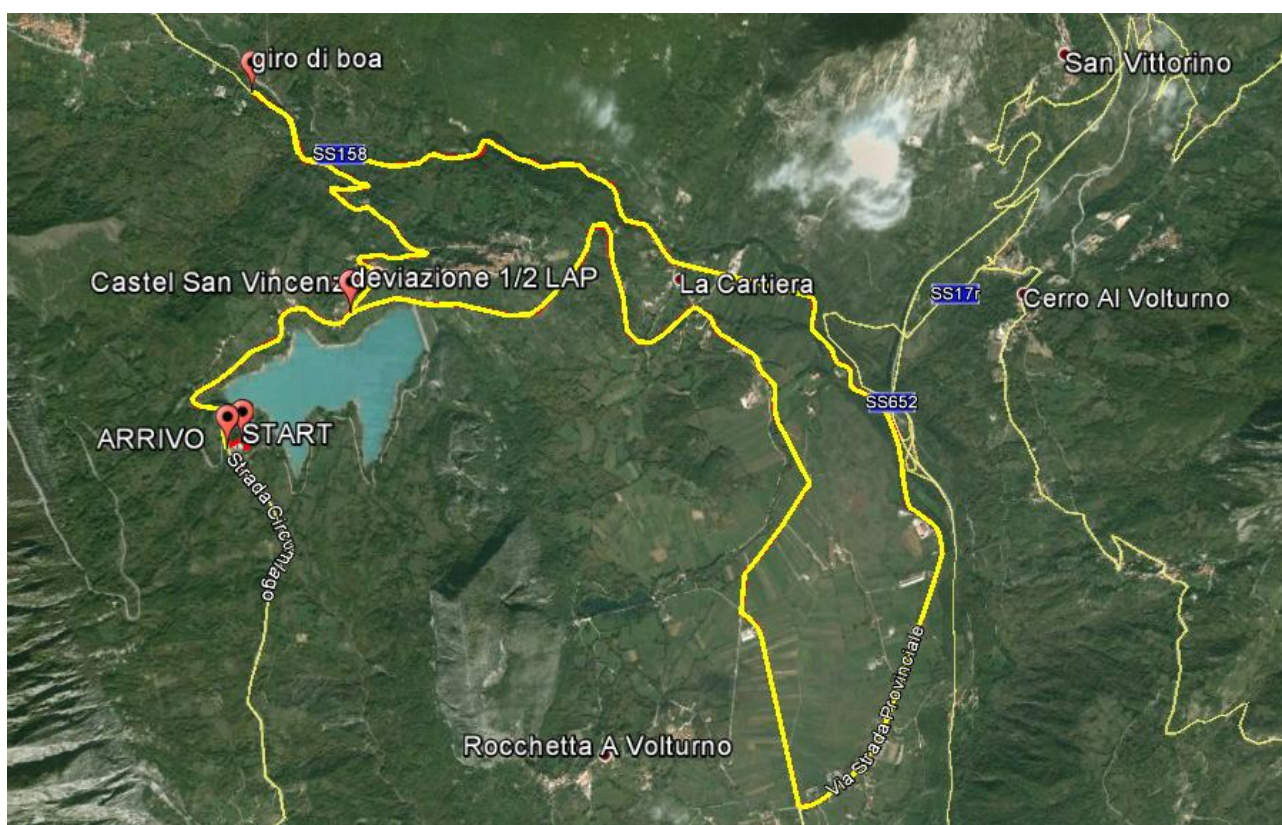 giro di boa
San Vittorino
SS158
Castel San Vincenz
deviazione 1/2 LAP
La Cartiera
SS17r
Cerro Al Volturno
SS652
ARRIVO
START
Strada Circumlago
Via Strada Provinciale
Rocchetta A Volturno